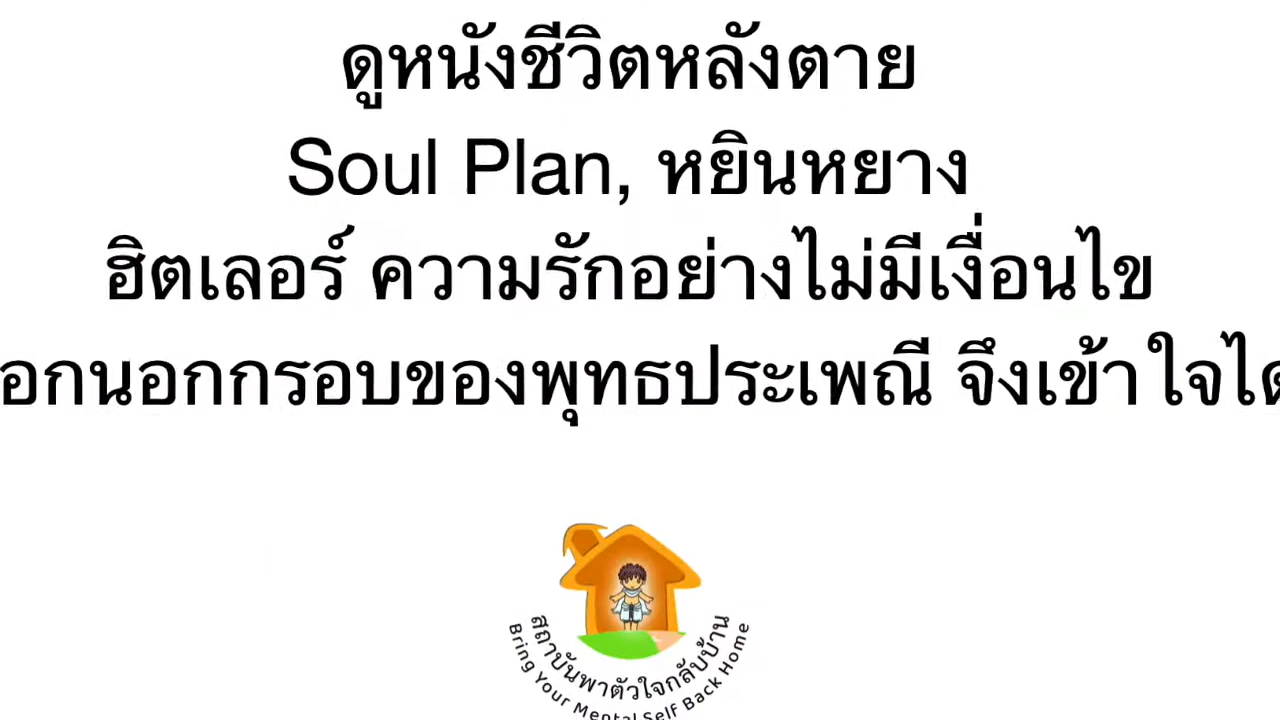 ดูหนังชีวิตหลังตาย
Soul Plan, หยินหยาง
ฮิตเลอร์ ความรักอย่างไม่มีเงื่อนไข
อกนอกกรอบของพุทธประเพณี จึงเข้าใจได
สถาบันพาตัวใจกลับบ้าน
Bring Your Mental Self Back Home